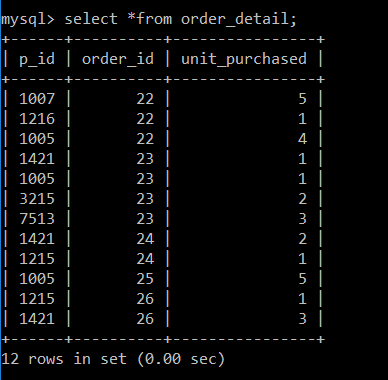 mysql> select *from order_detail;
+------+----------+----------------+
| p_id | order_id | unit_purchased |
+------+----------+----------------+
| 1007 |       22 |              5 |
| 1216 |       22 |              1 |
| 1005 |       22 |              4 |
| 1421 |       23 |              1 |
| 1005 |       23 |              1 |
| 3215 |       23 |              2 |
| 7513 |       23 |              3 |
| 1421 |       24 |              2 |
| 1215 |       24 |              1 |
| 1005 |       25 |              5 |
| 1215 |       26 |              1 |
| 1421 |       26 |              3 |
+------+----------+----------------+
12 rows in set (0.00 sec)